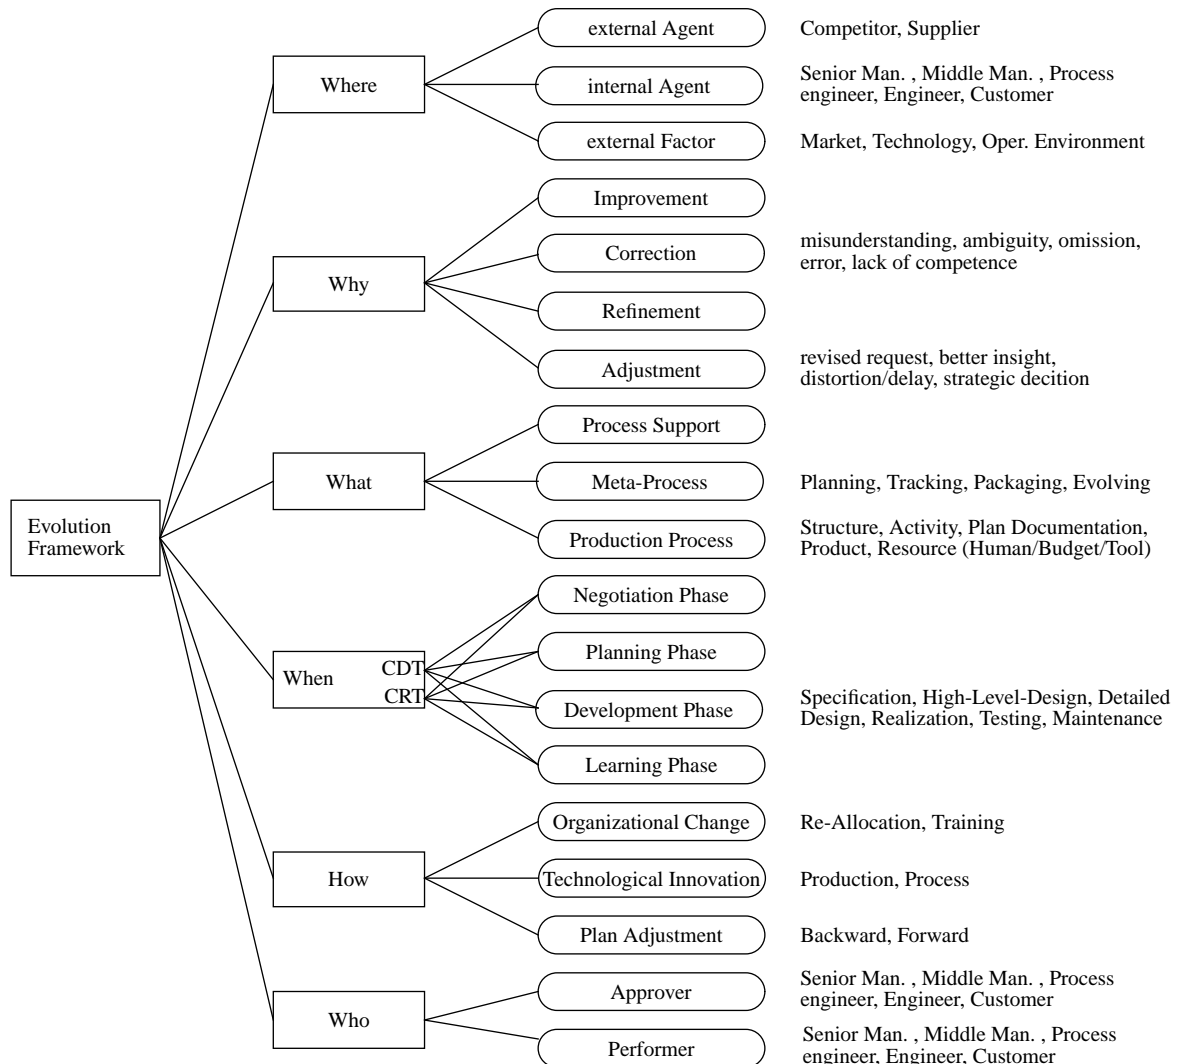 external Agent
Competitor, Supplier
Where
internal Agent
Senior Man. , Middle Man. , Process
engineer, Engineer, Customer
external Factor
Market, Technology, Oper. Environment
Improvement
Why
Correction
misunderstanding, ambiguity, omission,
error, lack of competence
Refinement
Adjustment
revised request, better insight,
distortion/delay, strategic decition
Process Support
What
Meta-Process
Planning, Tracking, Packaging, Evolving
Production Process
Structure, Activity, Plan Documentation,
Product, Resource (Human/Budget/Tool)
Evolution
Framework
Negotiation Phase
When
CDT
CRT
Planning Phase
Development Phase
Specification, High-Level-Design, Detailed
Design, Realization, Testing, Maintenance
Learning Phase
Organizational Change
Re-Allocation, Training
How
Technological Innovation
Production, Process
Plan Adjustment
Backward, Forward
Who
Approver
Senior Man. , Middle Man. , Process
engineer, Engineer, Customer
Performer
Senior Man. , Middle Man. , Process
engineer, Engineer, Customer